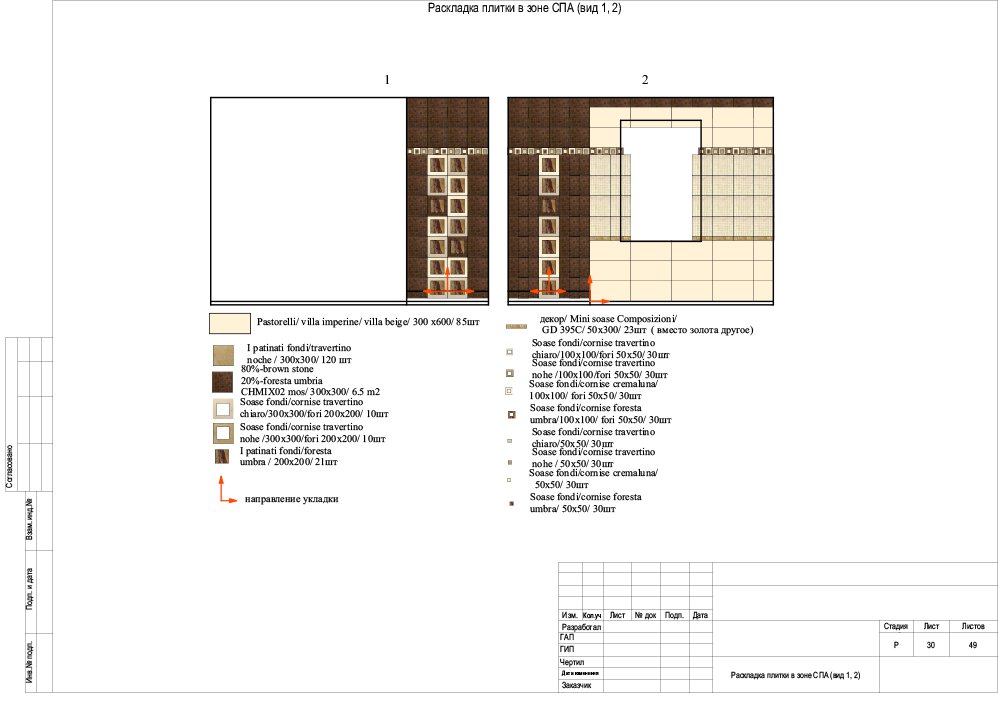 Раскладка плитки в зоне СПА (вид 1, 2)
1
2
Pastorelli/ villa imperine/ villa beige/ 300 x600/ 85шт
I patinati fondi/travertino
noche / 300x300/ 120 шт
80%-brown stone
20%-foresta umbria
CHMIX02 mos/ 300x300/ 6.5 m2
Soase fondi/cornise travertino
chiaro/300x300/fori 200x200/ 10шт
Soase fondi/cornise travertino
nohe /300x300/fori 200x200/ 10шт
I patinati fondi/foresta
umbra / 200x200/ 21шт
направление укладки
декор/ Mini soase Composizioni/
GD 395C/ 50x300/ 23шт ( вместо золота другое)
Soase fondi/cornise travertino
chiaro/100x100/fori 50x50/ 30шт
Soase fondi/cornise travertino
nohe /100x100/fori 50x50/ 30шт
Soase fondi/cornise cremaluna/
100x100/ fori 50x50/ 30шт
Soase fondi/cornise foresta
umbra/100x100/ fori 50x50/ 30шт
Soase fondi/cornise travertino
chiaro/50x50/ 30шт
Soase fondi/cornise travertino
nohe / 50x50/ 30шт
Soase fondi/cornise cremaluna/
50x50/ 30шт
Soase fondi/cornise foresta
umbra/ 50x50/ 30шт
Согласовано
Взам. инд.№
Подп. и дата
Инв.№ подл.
Изм. Кол.уч Лист № док Подп. Дата
Разработал
ГАП
ГИП
Чертил
Дата изменения
Заказчик
Стадия Лист Листов
Р 30 49
Раскладка плитки в зоне СПА (вид 1, 2)